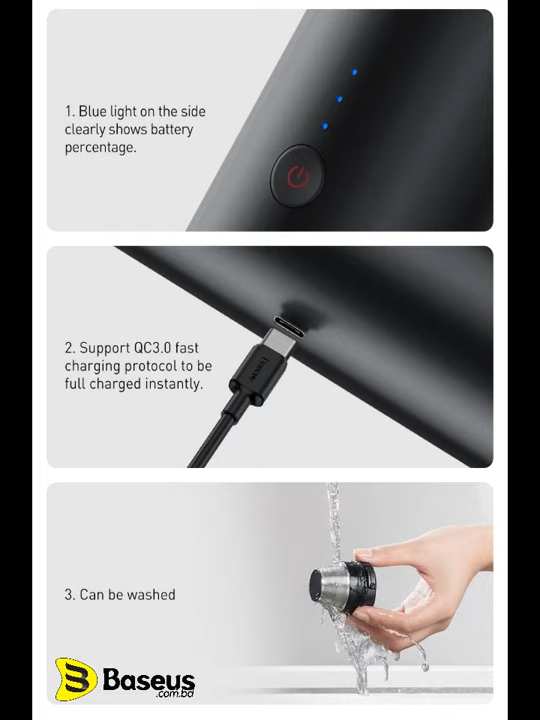 1. Blue light on the side
clearly shows battery
percentage.
2. Support QC3.0 fast
charging protocol to be
full charged instantly.
Baseus
3. Can be washed
Baseus
.com.bd